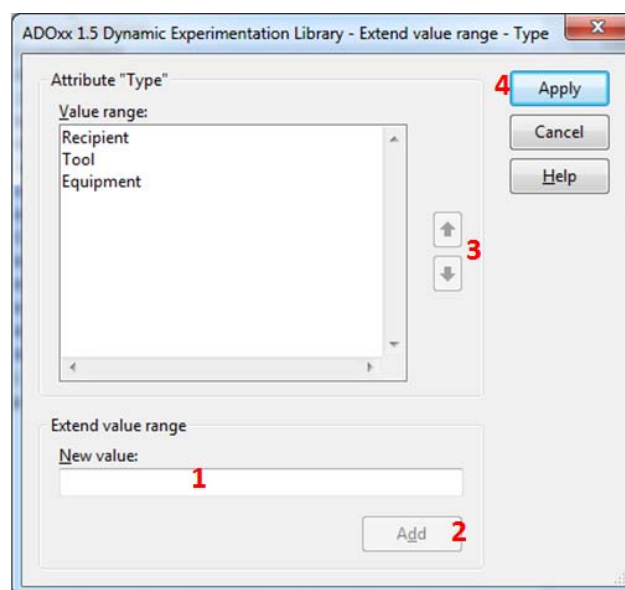 ADOxx 1.5 Dynamic Experimentation Library - Extend value range - Type
Attribute "Type"
Value range:
Recipient
Tool
Equipment
3
4 Apply
Cancel
Help
Extend value range
New value:
1
Add 2